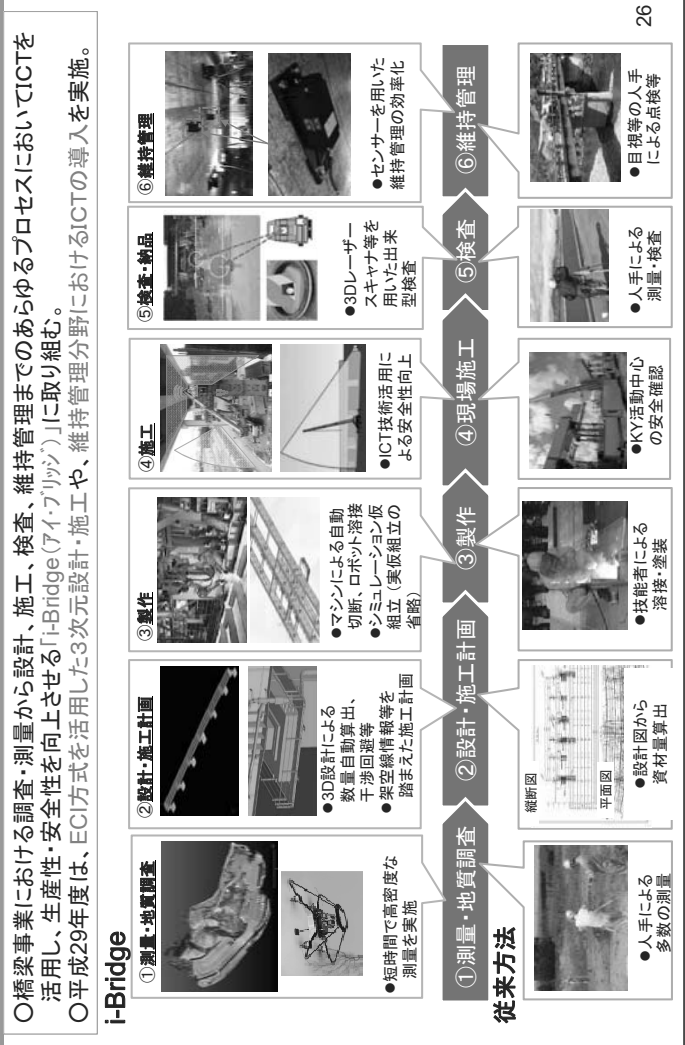 〇橋梁事業における調査・測量から設計、施工、検査、維持管理までのあらゆるプロセスにおいてICTを
活用し、生産性・安全性を向上させる「i-Bridge(アイ・ブリッジ)」に取り組む。
〇平成29年度は、ECI方式を活用した3次元設計・施工や、維持管理分野におけるICTの導入を実施。
i-Bridge
①測量・地質調査
●短時間で高密度な
測量を実施
②設計・施工計画
●3D設計による
数量自動算出、
干渉回避等
●架空線情報等を
踏まえた施工計画
③製作
●マシンによる自動
切断、ロボット溶接
●シミュレーション仮
組立(実仮組立の
省略)
④施工
●ICT技術活用に
よる安全性向上
⑤検査・納品
●3Dレーザー
スキャナ等を
用いた出来
型検査
⑥維持管理
●センサーを用いた
維持管理の効率化
①測量・地質調査
②設計・施工計画
③製作
④現場施工
⑤検査
⑥維持管理
従来方法
●人手による
多数の測量
縦断図
平面図
●設計図から
資材量算出
●技能者による
溶接・塗装
●KY活動中心
の安全確認
●人手による
測量・検査
●目視等の人手
による点検等
26